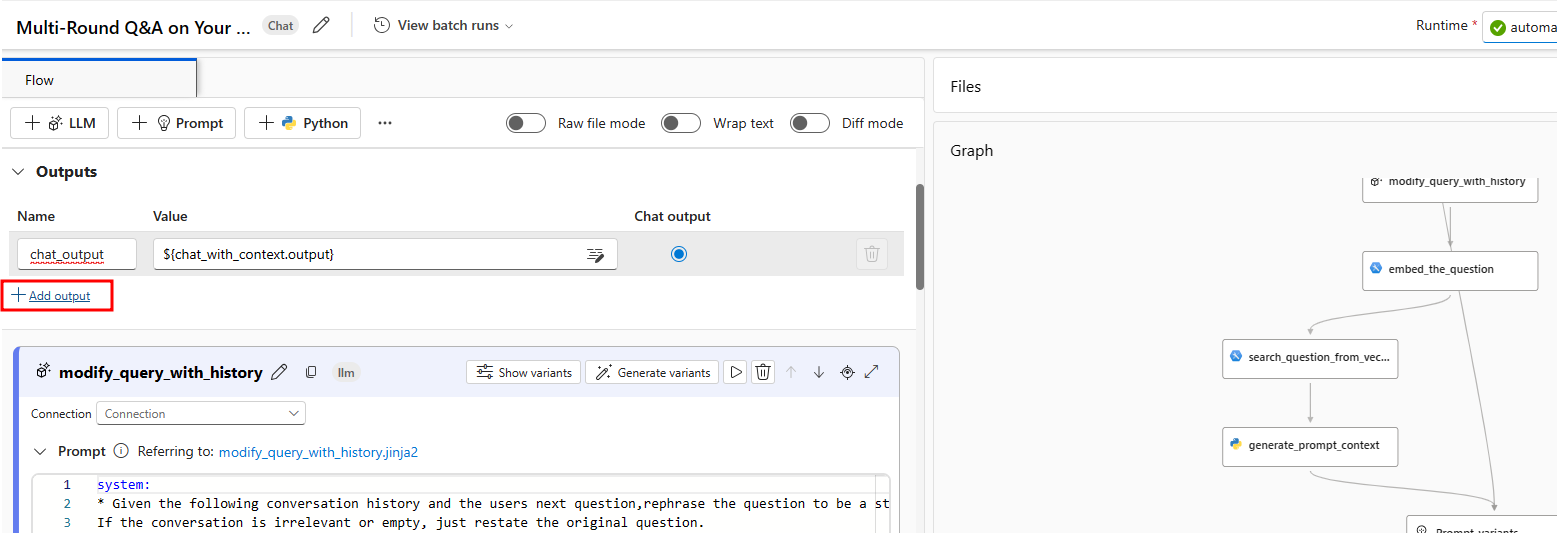 Multi-Round Q&A on Your ...
Chat
View batch runs
Runtime *
automa
Flow
LLM
Prompt
Python
...
Raw file mode
Wrap text
Diff mode
Outputs
Name
Value
Chat output
chat_output
${chat_with_context.output}
Add output
modify_query_with_history
llm
Show variants
Generate variants
Connection
Connection
Prompt
Referring to: modify_query_with_history.jinja2
1 system:
2 * Given the following conversation history and the users next question,rephrase the question to be a st
3 If the conversation is irrelevant or empty, just restate the original question.
Files
Graph
modify_query_with_history
embed_the_question
search_question_from_vec...
generate_prompt_context
Prompt_variants